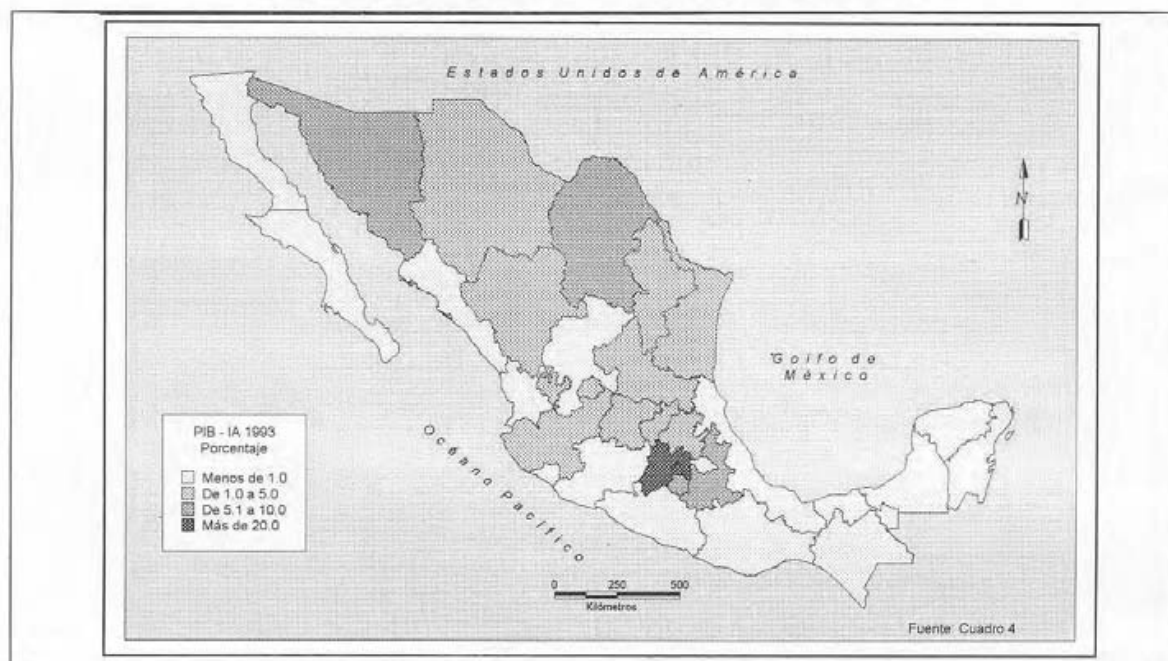 Estados Unidos de América
N
Golfo de
México
Océano Pacífico
PIB - IA 1993
Porcentaje
Menos de 1.0
De 1.0 a 5.0
De 5.1 a 10.0
Más de 20.0
0 250 500
Kilómetros
Fuente: Cuadro 4